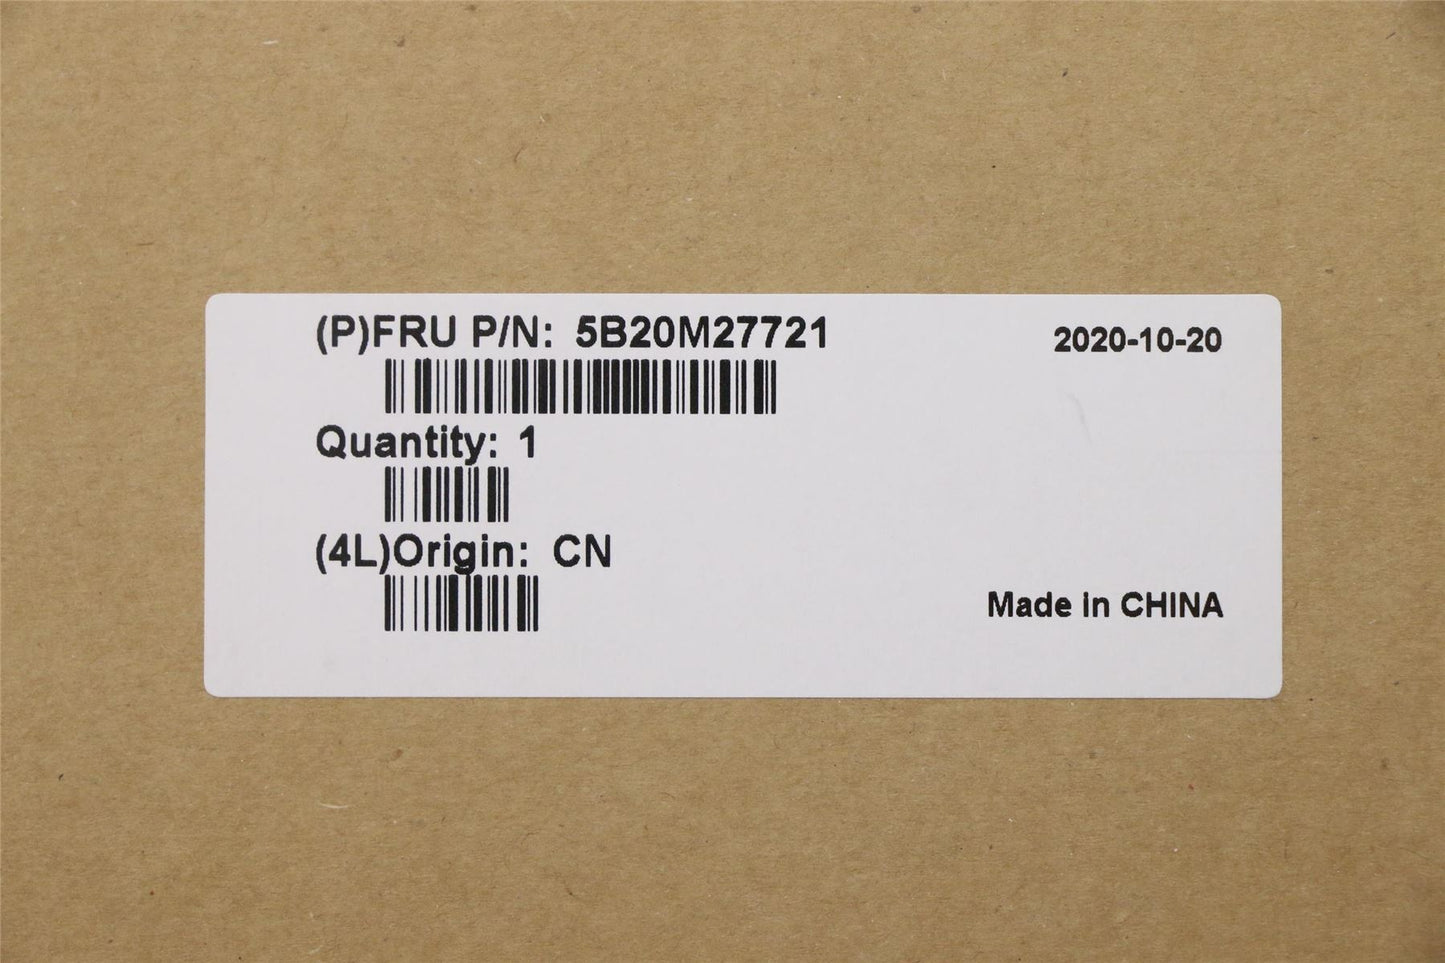 (P)FRU P/N: 5B20M27721
2020-10-20
Quantity: 1
(4L)Origin: CN
Made in CHINA